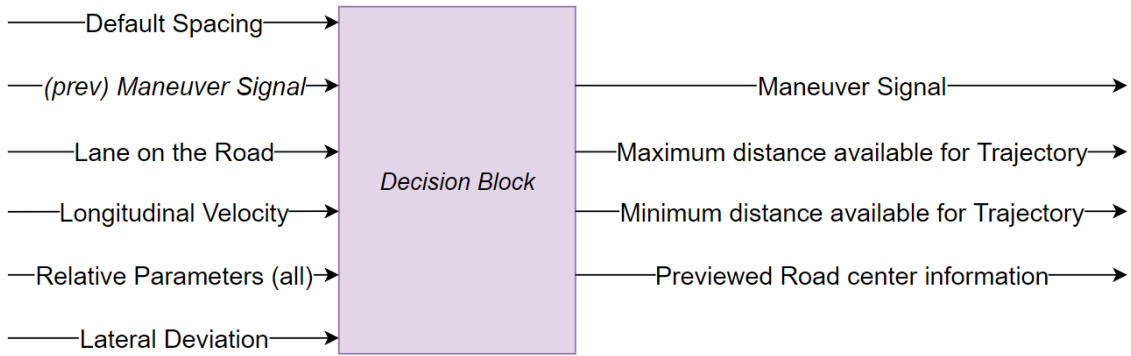 Default Spacing
(prev) Maneuver Signal
Lane on the Road
Longitudinal Velocity
Relative Parameters (all)
Lateral Deviation
Decision Block
Maneuver Signal
Maximum distance available for Trajectory
Minimum distance available for Trajectory
Previewed Road center information